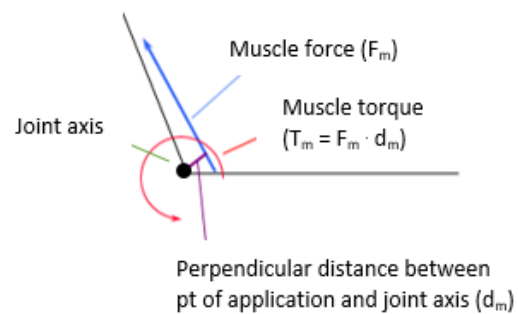 Muscle force (Fₘ)
Joint axis
Muscle torque
(Tₘ = Fₘ · dₘ)
Perpendicular distance between
pt of application and joint axis (dₘ)